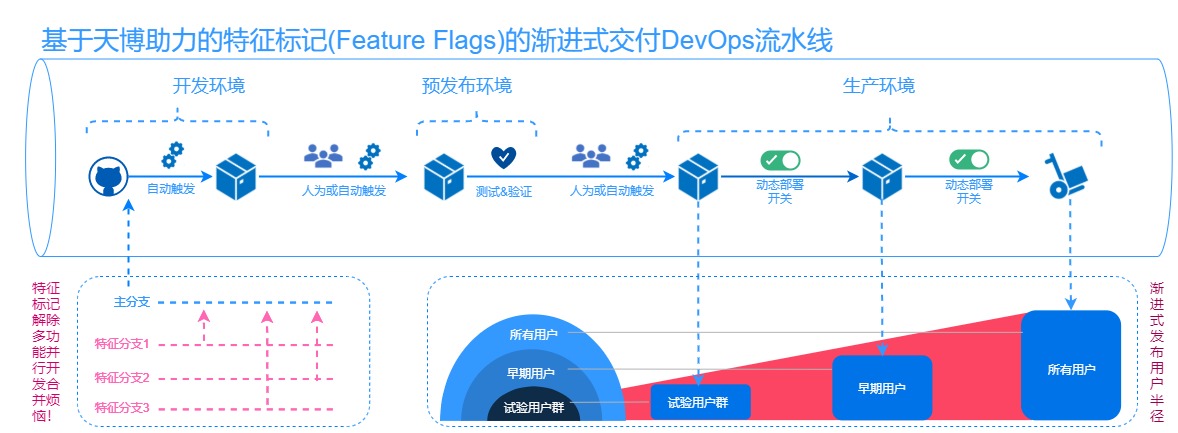 基于天博助力的特征标记(Feature Flags)的渐进式交付DevOps流水线
开发环境
预发布环境
生产环境
自动触发
人为或自动触发
测试&验证
人为或自动触发
动态部署
开关
动态部署
开关
特征
标记
解除
多功
能并
行开
发合
并烦
恼!
主分支
特征分支1
特征分支2
特征分支3
所有用户
早期用户
试验用户群
试验用户群
早期用户
所有用户
渐
进
式
发
布
用
户
半
径